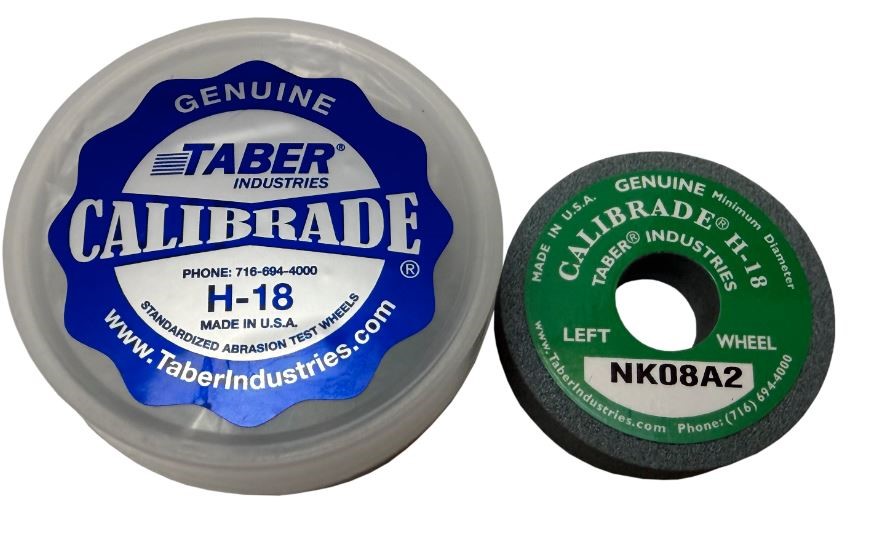 GENUINE
TABER®
INDUSTRIES
CALIBRADE®
PHONE: 716-694-4000
H-18
MADE IN U.S.A.
STANDARDIZED ABRASION TEST WHEELS
www.TaberIndustries.com
MADE IN U.S.A. GENUINE Minimum Diameter
CALIBRADE® H-18
TABER® INDUSTRIES
LEFT WHEEL
NK08A2
www.TaberIndustries.com Phone: (716) 694-4000